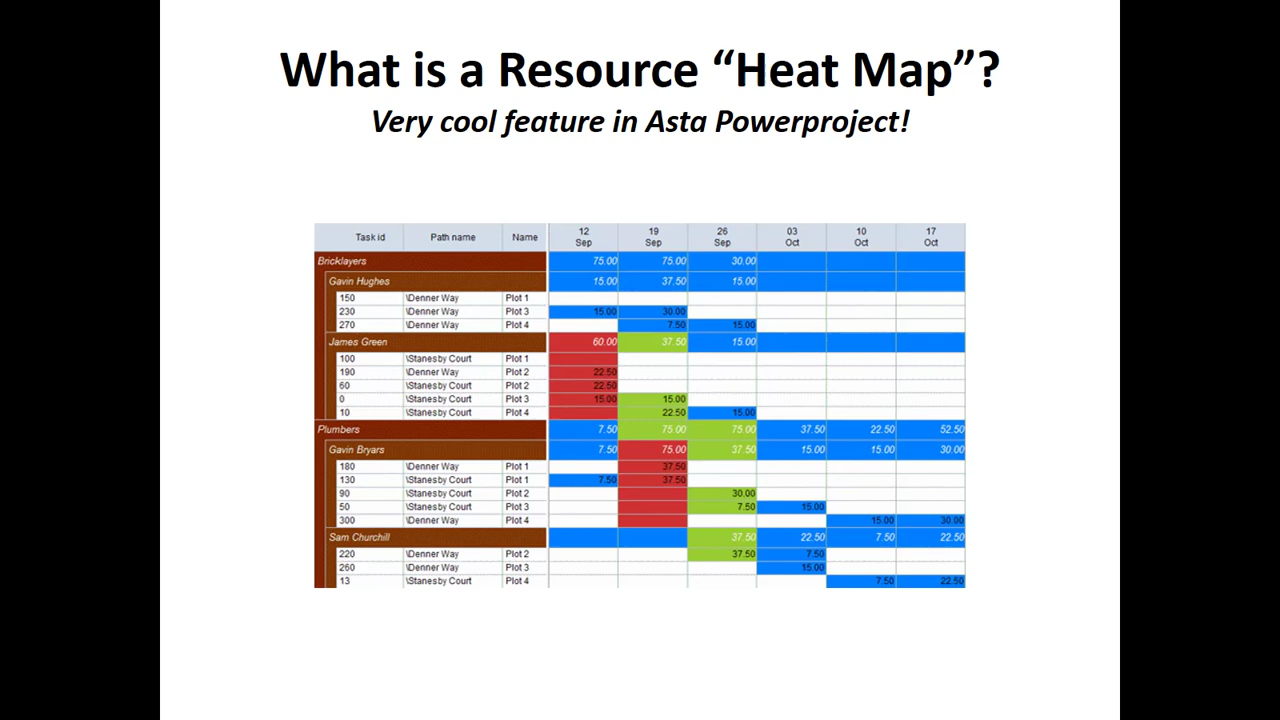 What is a Resource “Heat Map”?
Very cool feature in Asta Powerproject!
Task id Path name Name 12 Sep 19 Sep 26 Sep 03 Oct 10 Oct 17 Oct
Bricklayers 75.00 75.00 30.00
Gavin Hughes 15.00 37.50 15.00
150 \Denner Way Plot 1
230 \Denner Way Plot 3 15.00 30.00
270 \Denner Way Plot 4 7.50 15.00
James Green 60.00 37.50 15.00
100 \Stanesby Court Plot 1
190 \Denner Way Plot 2 22.50
60 \Stanesby Court Plot 2 22.50
0 \Stanesby Court Plot 3 15.00 15.00
10 \Stanesby Court Plot 4 22.50 15.00
Plumbers 7.50 75.00 75.00 37.50 22.50 52.50
Gavin Bryars 7.50 75.00 37.50 15.00 15.00 30.00
180 \Denner Way Plot 1 37.50
130 \Stanesby Court Plot 1 7.50 37.50
90 \Stanesby Court Plot 2 30.00
50 \Stanesby Court Plot 3 7.50 15.00
300 \Denner Way Plot 4 15.00 30.00
Sam Churchill 37.50 22.50 7.50 22.50
220 \Denner Way Plot 2 37.50 7.50
260 \Denner Way Plot 3 15.00
13 \Stanesby Court Plot 4 7.50 22.50